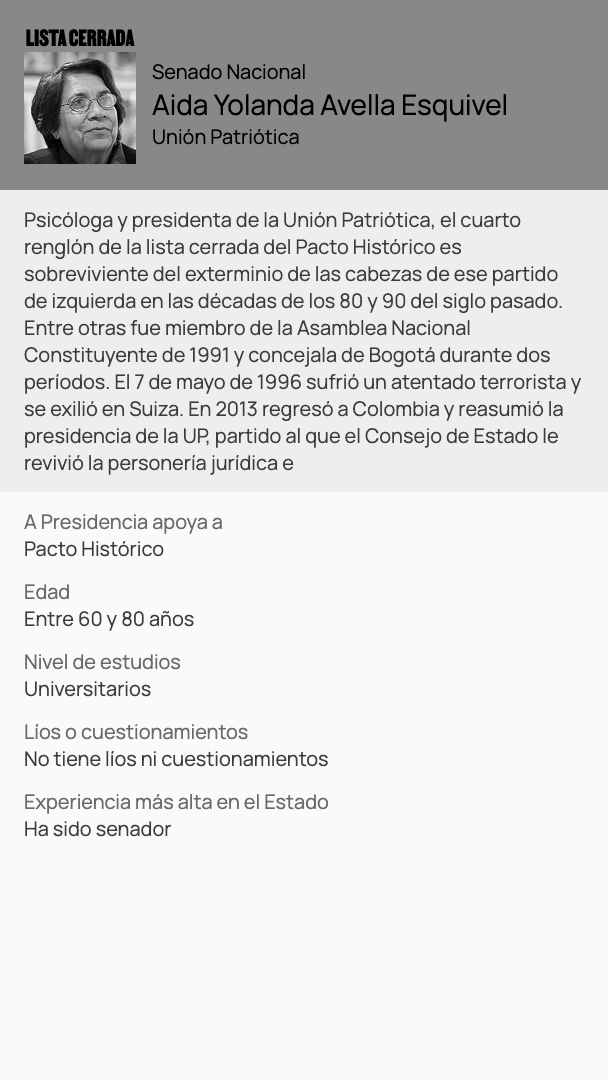 LISTA CERRADA
Senado Nacional
Aida Yolanda Avella Esquivel
Unión Patriótica
Psicóloga y presidenta de la Unión Patriótica, el cuarto
renglón de la lista cerrada del Pacto Histórico es
sobreviviente del exterminio de las cabezas de ese partido
de izquierda en las décadas de los 80 y 90 del siglo pasado.
Entre otras fue miembro de la Asamblea Nacional
Constituyente de 1991 y concejala de Bogotá durante dos
períodos. El 7 de mayo de 1996 sufrió un atentado terrorista y
se exilió en Suiza. En 2013 regresó a Colombia y reasumió la
presidencia de la UP, partido al que el Consejo de Estado le
revivió la personería jurídica e
A Presidencia apoya a
Pacto Histórico
Edad
Entre 60 y 80 años
Nivel de estudios
Universitarios
Líos o cuestionamientos
No tiene líos ni cuestionamientos
Experiencia más alta en el Estado
Ha sido senador